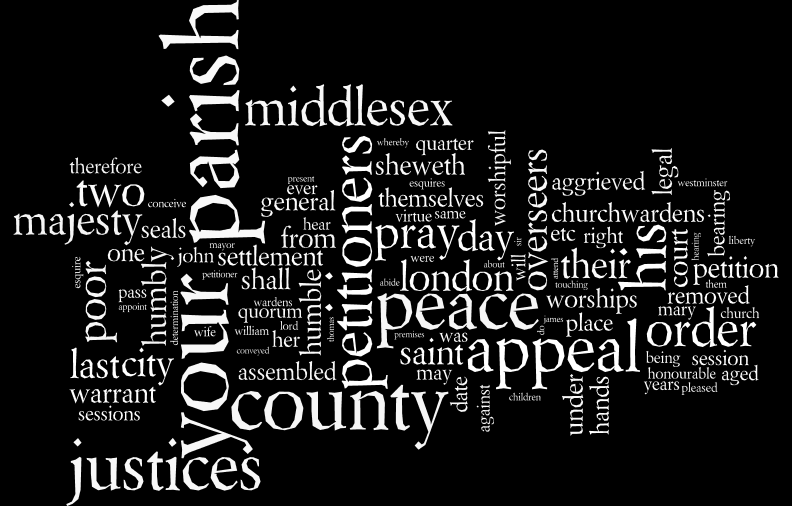 parish
middlesex
whereby
quarter
worshipful
therefore
petitioners
sheweth
overseers
legal
present
esquires
aggrieved
westminster
two
conceive
ever
general
themselves
virtue
same
churchwardens
bearing
majesty
seals
hear
from
pray
day
sir
etc
right
his
court
hearing
liberty
mayor
one
john
settlement
were
about
will
attend
their
petition
them
esquire
poor
humbly
petitioner
shall
humble
abide
london
touching
pass
appoint
determination
your
wardens
quorum
peace
worships
removed
mary
church
wife
william
lord
her
thomas
premises
was
do
james
place
order
conveyed
saint
appeal
last
city
assembled
may
being
session
honourable
aged
warrant
county
date
against
children
under
hands
years
pleased
sessions
justices